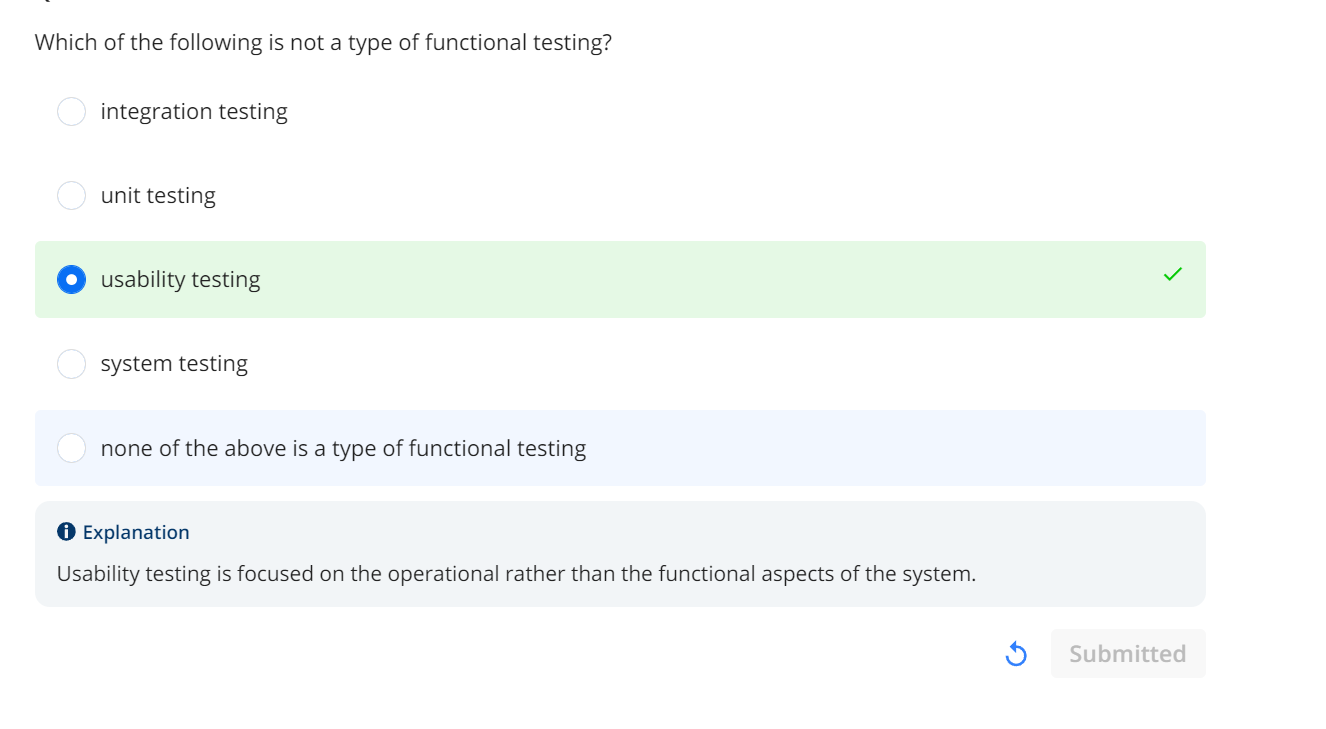 Which of the following is not a type of functional testing?
integration testing
unit testing
usability testing
system testing
none of the above is a type of functional testing
Explanation
Usability testing is focused on the operational rather than the functional aspects of the system.
Submitted